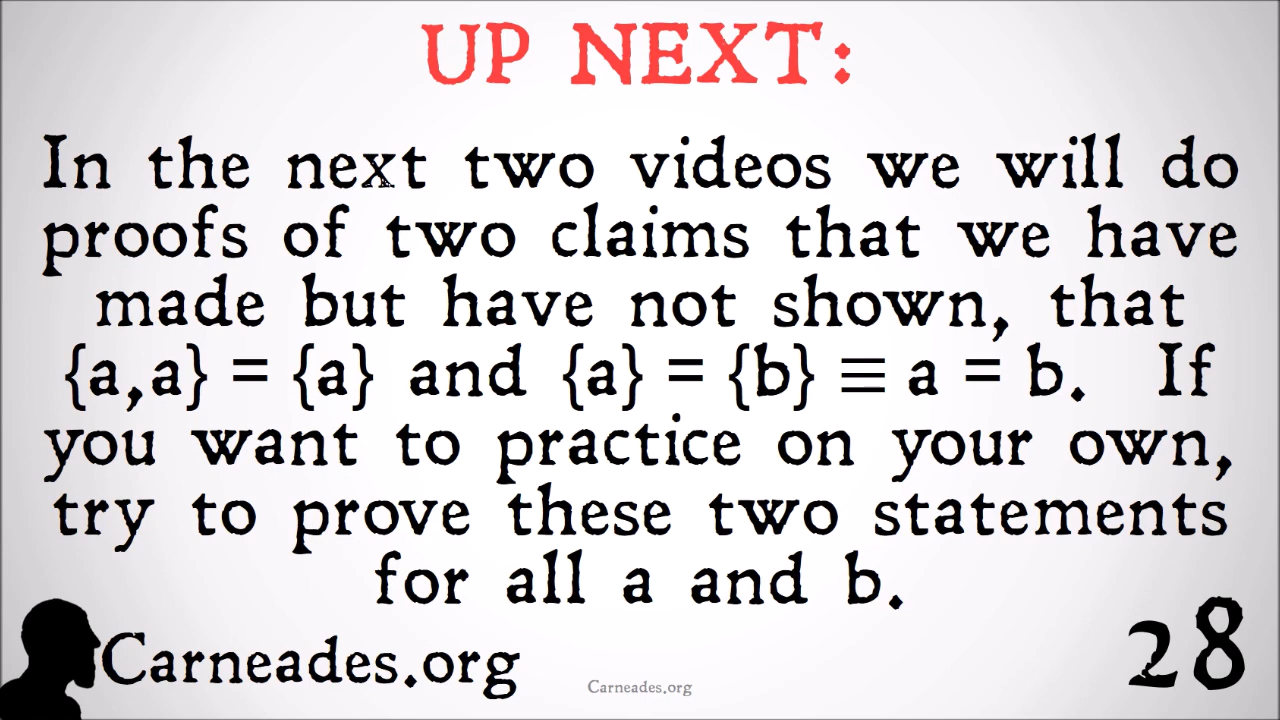 UP NEXT:
In the next two videos we will do
proofs of two claims that we have
made but have not shown, that
{a,a} = {a} and {a} = {b} ≡ a = b. If
you want to practice on your own,
try to prove these two statements
for all a and b.
Carneades.org
Carneades.org
28